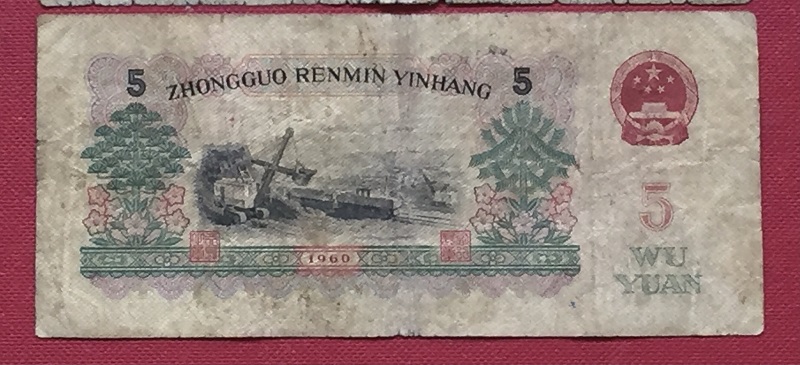 5 ZHONGGUO RENMIN YINHANG 5
1960
5
WU
YUAN